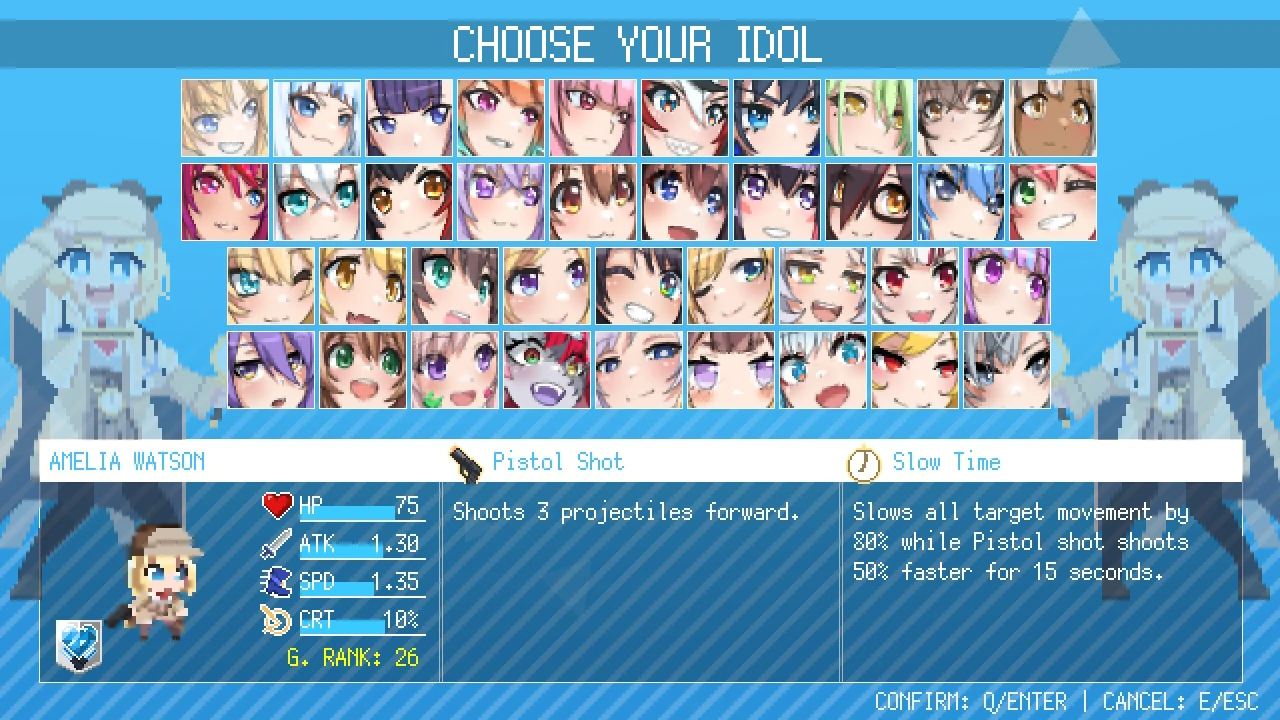 CHOOSE YOUR IDOL
AMELIA WATSON
Pistol Shot
Slow Time
HP 75
ATK 1.30
SPD 1.35
CRT 10%
G. RANK: 26
Shoots 3 projectiles forward.
Slows all target movement by
80% while Pistol shot shoots
50% faster for 15 seconds.
CONFIRM: Q/ENTER | CANCEL: E/ESC